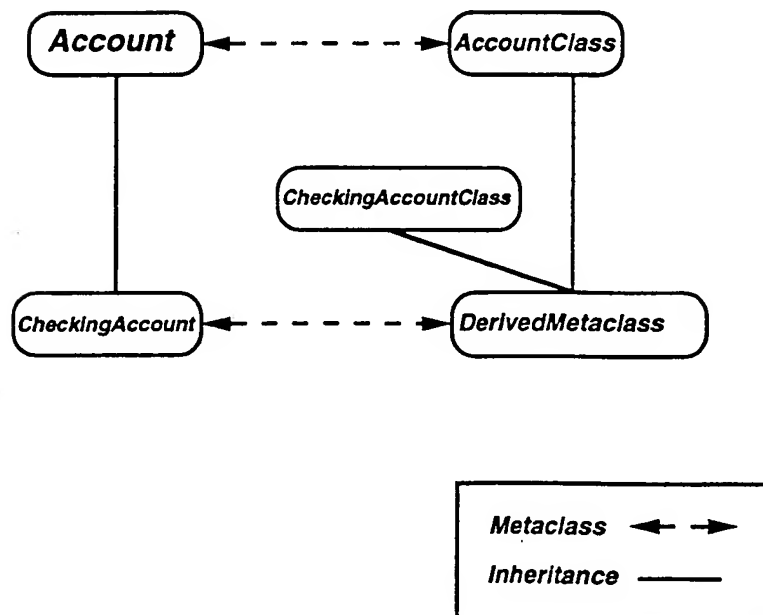 Account
AccountClass
CheckingAccountClass
CheckingAccount
DerivedMetaclass
Metaclass
Inheritance